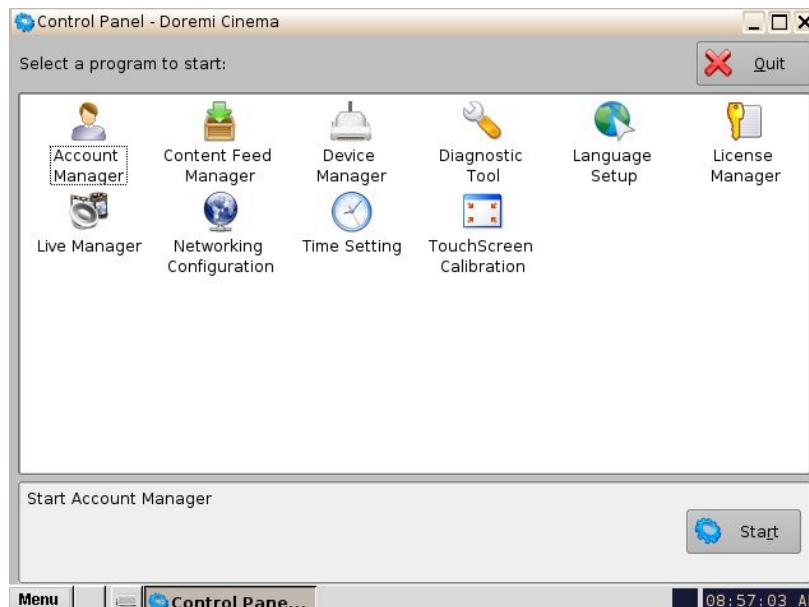 Control Panel - Doremi Cinema
Select a program to start:
Quit
Account Manager
Content Feed Manager
Device Manager
Diagnostic Tool
Language Setup
License Manager
Live Manager
Networking Configuration
Time Setting
TouchScreen Calibration
Start Account Manager
Start
Menu
Control Pane...
08:57:03 A